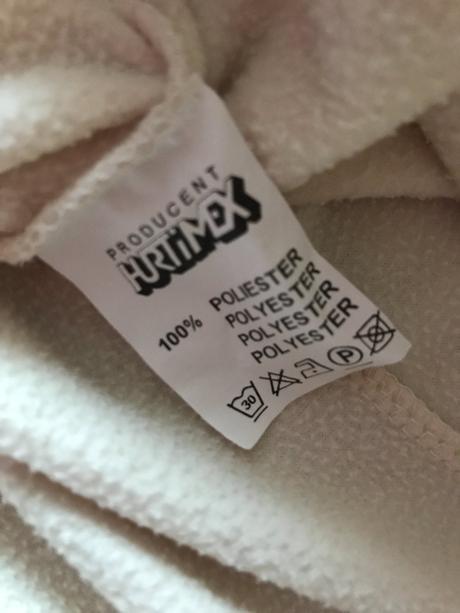 PRODUCENT
HURTiMEX
100% POLIESTER
POLYESTER
POLYESTER
POLYESTER
30 P